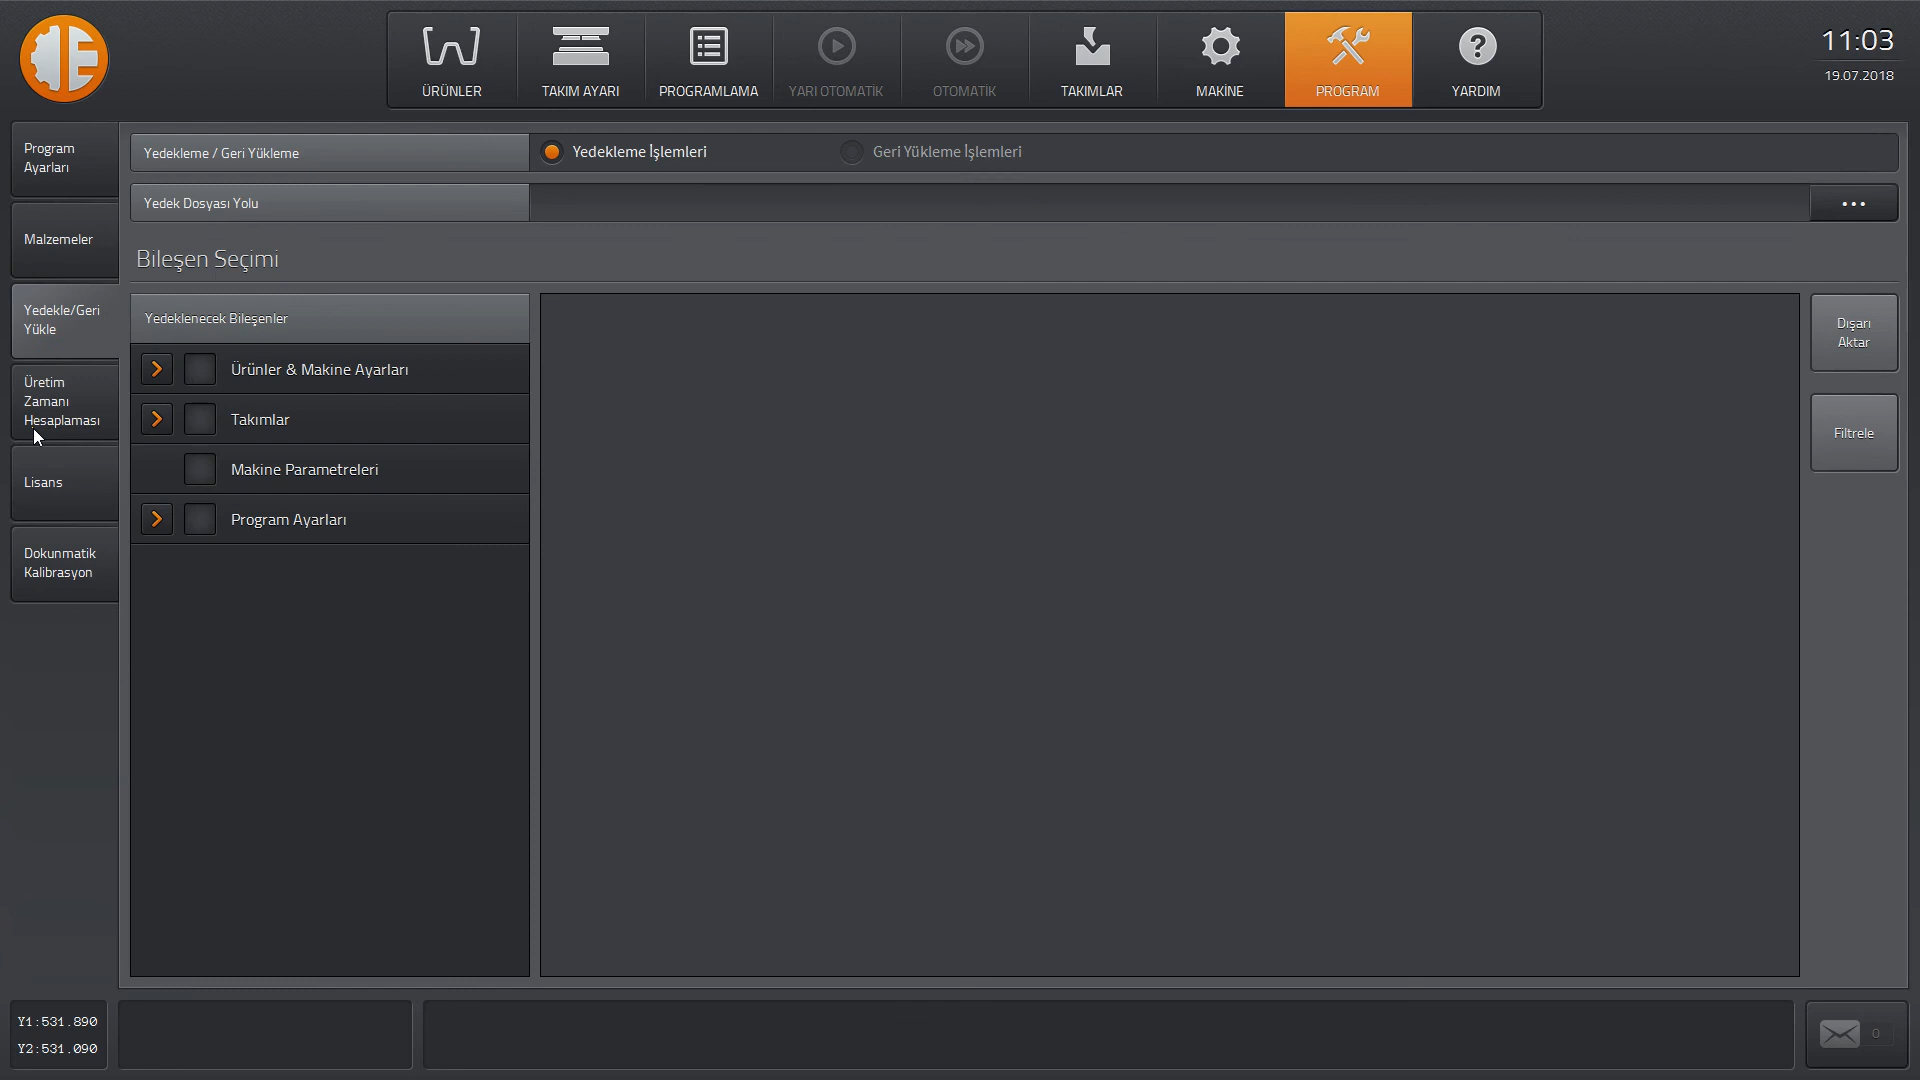 ÜRÜNLER
TAKIM AYARI
PROGRAMLAMA
YARI OTOMATİK
OTOMATİK
TAKIMLAR
MAKİNE
PROGRAM
YARDIM
11:03
19.07.2018
Program
Ayarları
Malzemeler
Yedekle/Geri
Yükle
Üretim
Zamanı
Hesaplaması
Lisans
Dokunmatik
Kalibrasyon
Yedekleme / Geri Yükleme
Yedekleme İşlemleri
Geri Yükleme İşlemleri
Yedek Dosyası Yolu
...
Bileşen Seçimi
Yedeklenecek Bileşenler
Ürünler & Makine Ayarları
Takımlar
Makine Parametreleri
Program Ayarları
Dışarı
Aktar
Filtrele
Y1:531.890
Y2:531.090
0